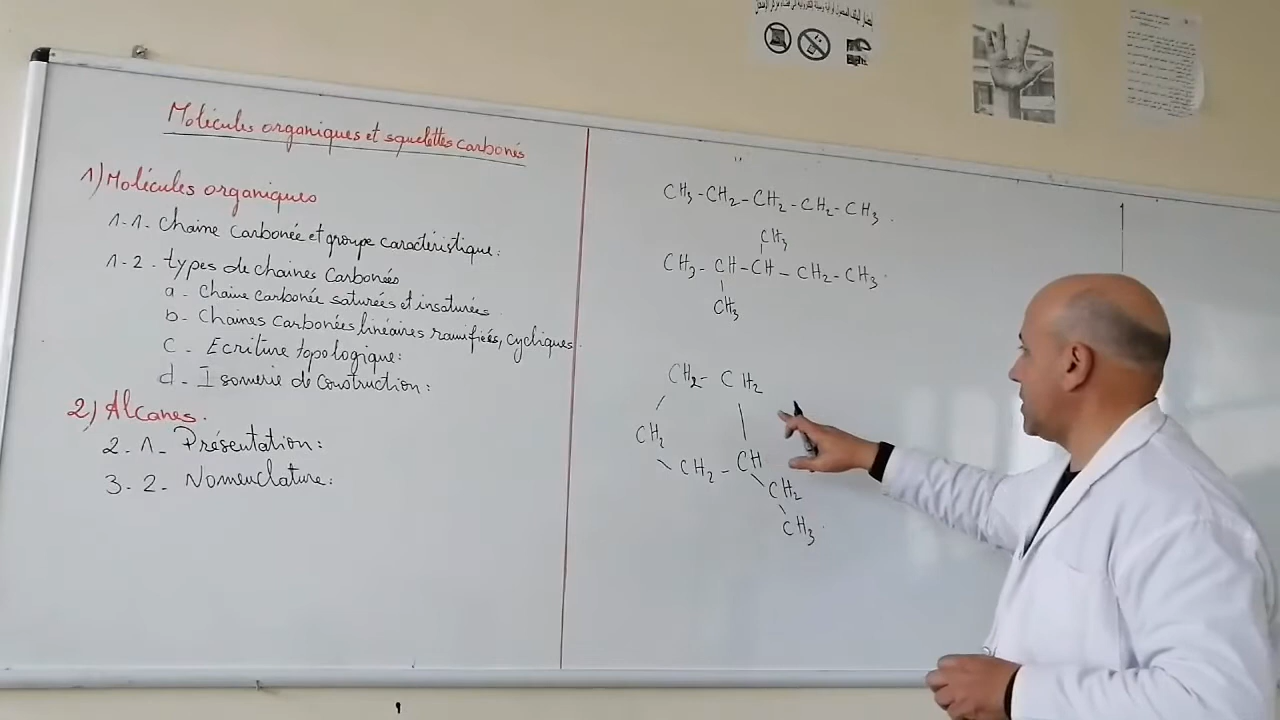 Molécules organiques et squelettes carbonés
1) Molécules organiques
1-1- Chaine carbonée et groupe caractéristique:
1-2- types de chaines carbonées
a - Chaine carbonée saturées et insaturées.
b - Chaines carbonées linéaires ramifiées, cycliques.
c - Ecriture topologique:
d - Isomerie de construction:
2) Alcanes.
2-1- Présentation:
3-2- Nomenclature:
CH3-CH2-CH2-CH2-CH3.
CH3
CH3-CH-CH-CH2-CH3.
CH3
CH2-CH2
CH2
CH2-CH
CH2
CH3.